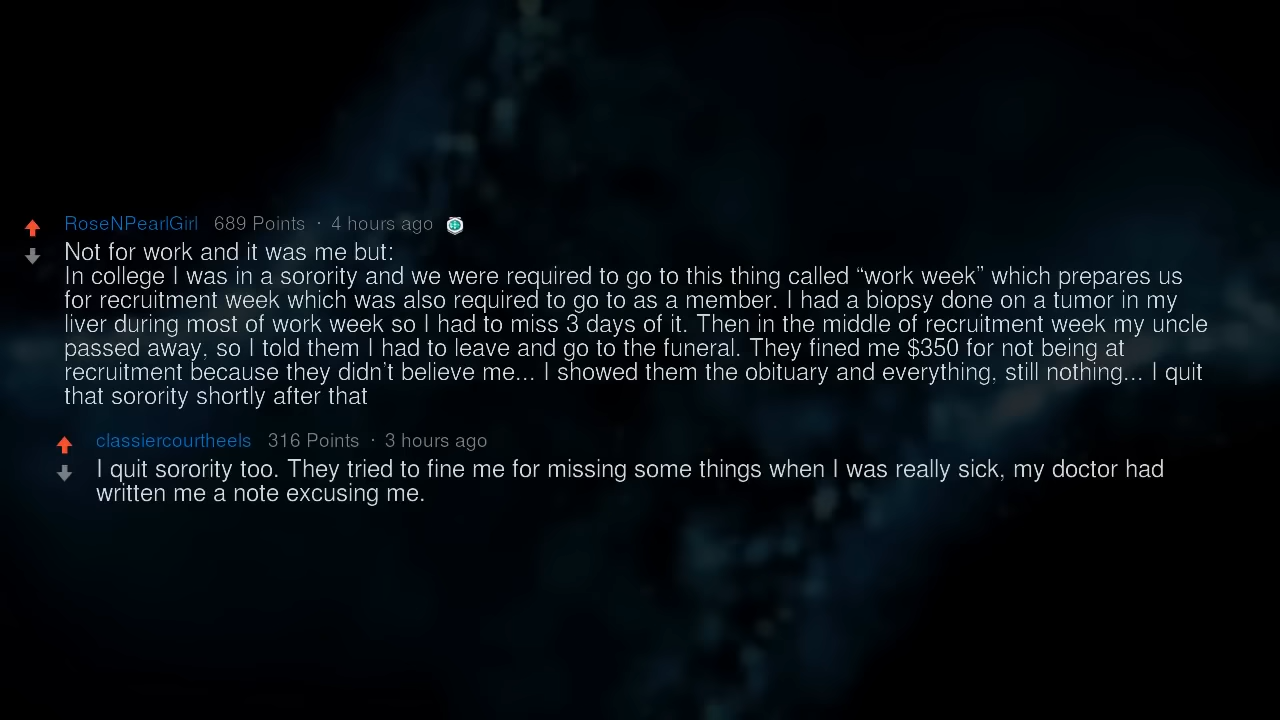 RoseNPearlGirl 689 Points · 4 hours ago
Not for work and it was me but:
In college I was in a sorority and we were required to go to this thing called “work week” which prepares us
for recruitment week which was also required to go to as a member. I had a biopsy done on a tumor in my
liver during most of work week so I had to miss 3 days of it. Then in the middle of recruitment week my uncle
passed away, so I told them I had to leave and go to the funeral. They fined me $350 for not being at
recruitment because they didn’t believe me... I showed them the obituary and everything, still nothing... I quit
that sorority shortly after that
classiercourtheels 316 Points · 3 hours ago
I quit sorority too. They tried to fine me for missing some things when I was really sick, my doctor had
written me a note excusing me.